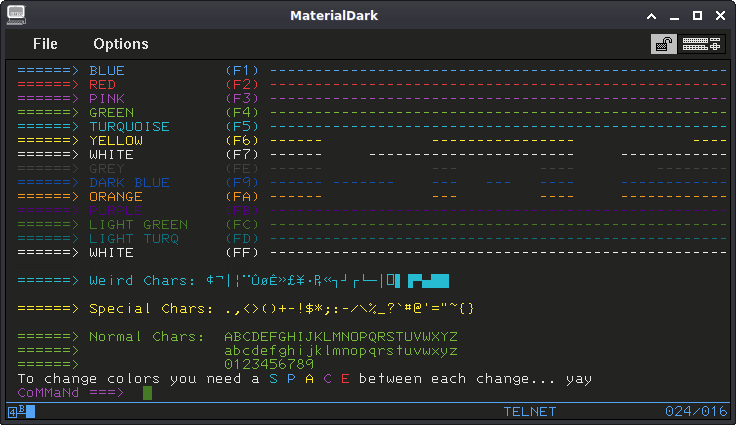 MaterialDark
File Options
======> BLUE (F1) ----------------------------------------------------
======> RED (F2) ----------------------------------------------------
======> PINK (F3) ----------------------------------------------------
======> GREEN (F4) ----------------------------------------------------
======> TURQUOISE (F5) ----------------------------------------------------
======> YELLOW (F6) ------ ---------------- ----
======> WHITE (F7) ------ ----------- ------------
======> GREY (FE)
======> DARK BLUE (F9) ------ ------- --- --- ---- ------------
======> ORANGE (FA) ------ --- ---- ------------
======> PURPLE (FB) ----------------------------------------------------
======> LIGHT GREEN (FC) ----------------------------------------------------
======> LIGHT TURQ (FD) ----------------------------------------------------
======> WHITE (FF)
======> Weird Chars: ¢¬|¦¨ÛøÊ»£¥·₧«┐┘┌└─│
======> Special Chars: .,<>()+-!$*;:-/\%_?`#@'="~{}
======> Normal Chars: ABCDEFGHIJKLMNOPQRSTUVWXYZ
======> abcdefghijklmnopqrstuvwxyz
======> 0123456789
To change colors you need a S P A C E between each change... yay
CoMMaNd ===>
4B TELNET 024/016